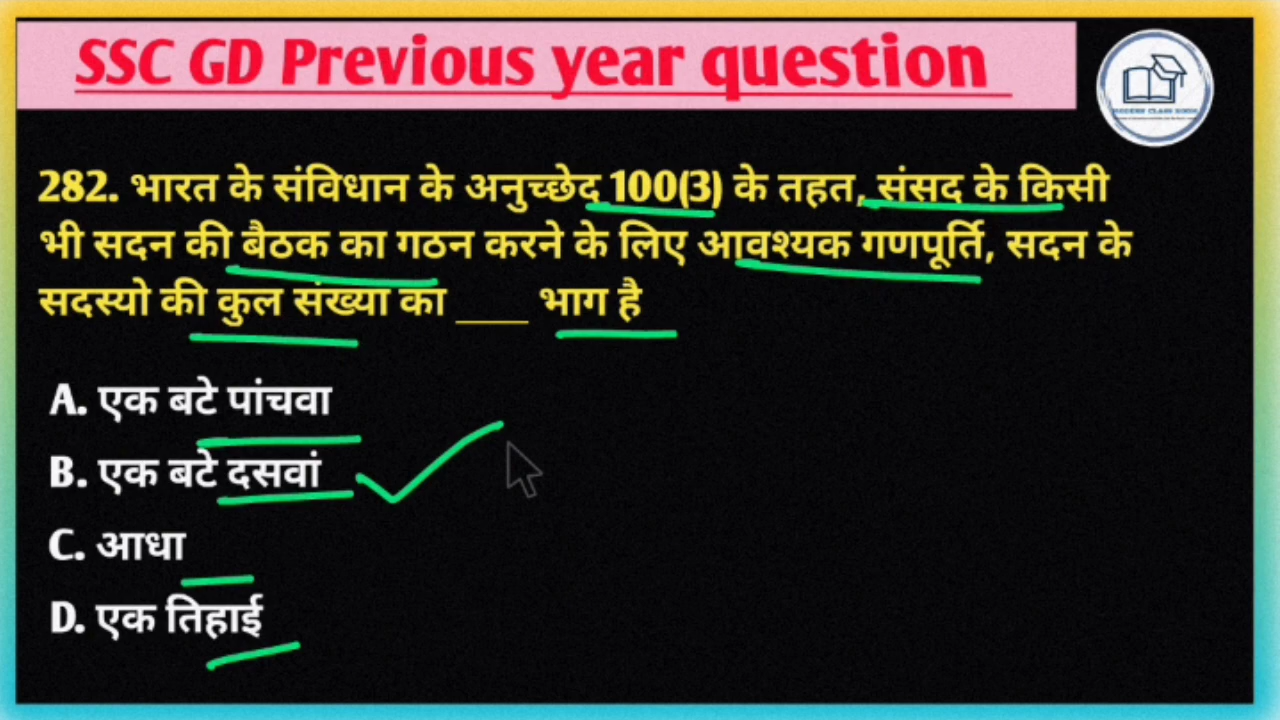 SSC GD Previous year question
282. भारत के संविधान के अनुच्छेद 100(3) के तहत, संसद के किसी
भी सदन की बैठक का गठन करने के लिए आवश्यक गणपूर्ति, सदन के
सदस्यो की कुल संख्या का ____ भाग है
A. एक बटे पांचवा
B. एक बटे दसवां
C. आधा
D. एक तिहाई